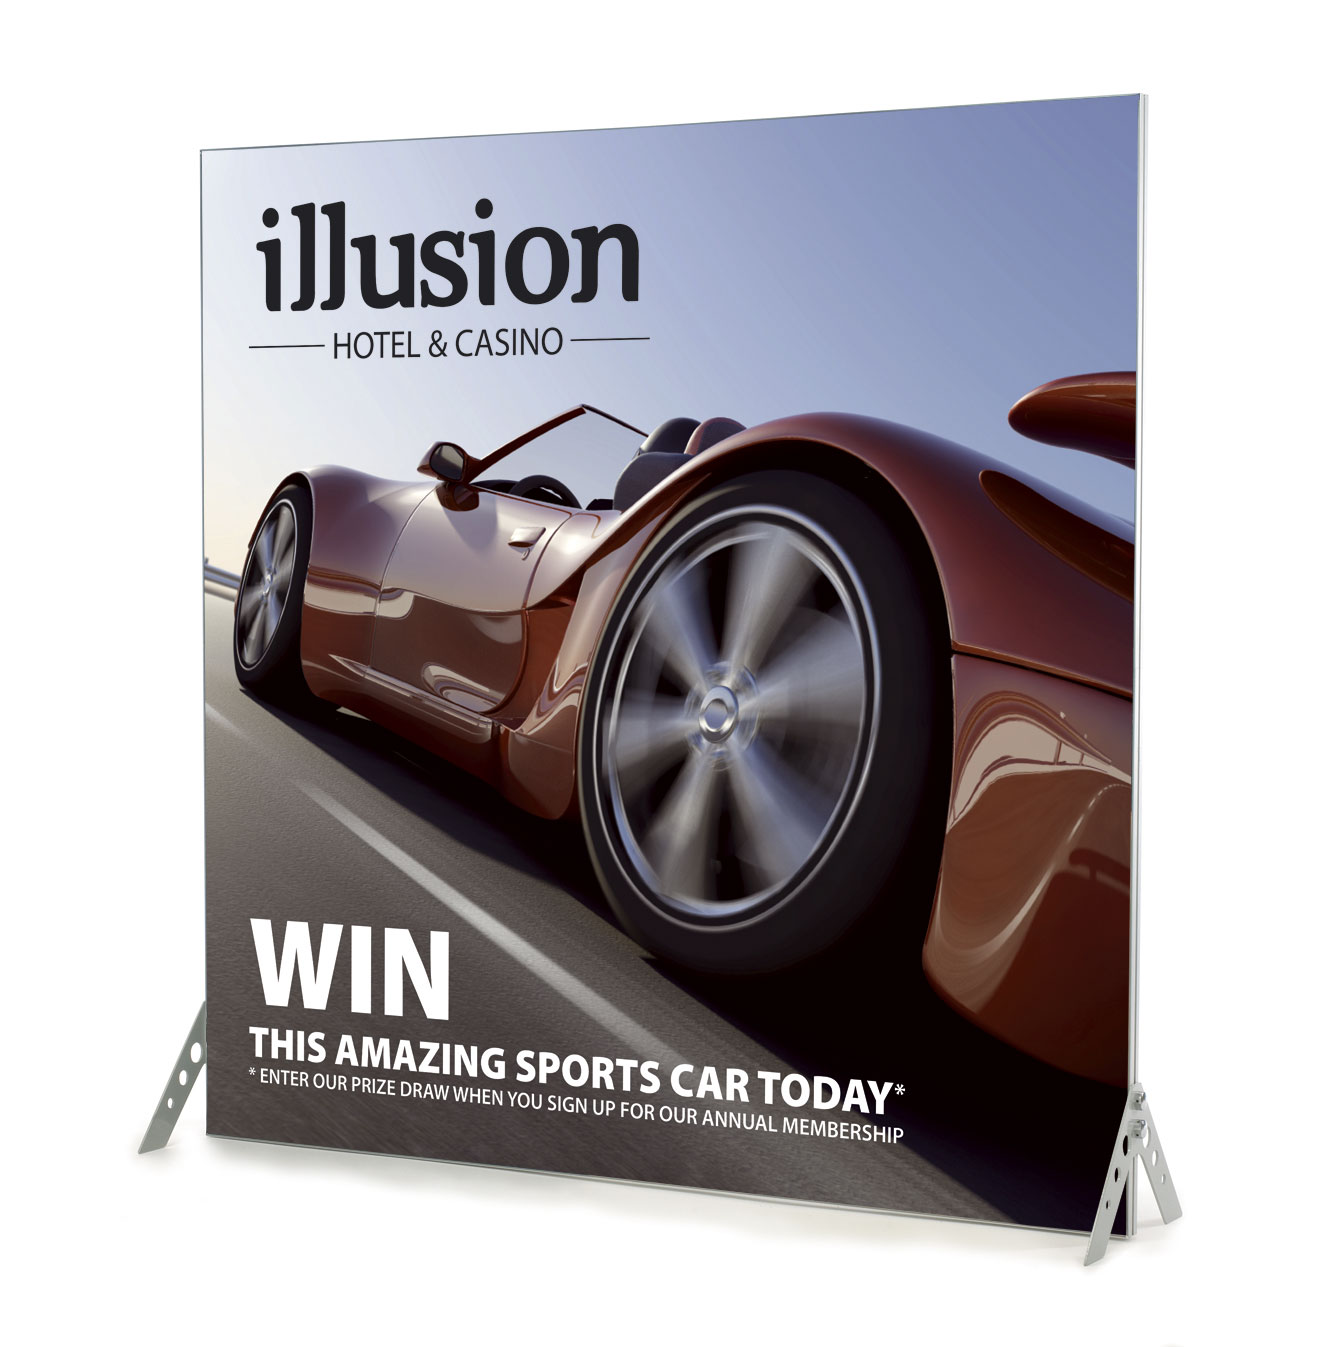 illusion
HOTEL & CASINO
WIN
THIS AMAZING SPORTS CAR TODAY*
* ENTER OUR PRIZE DRAW WHEN YOU SIGN UP FOR OUR ANNUAL MEMBERSHIP